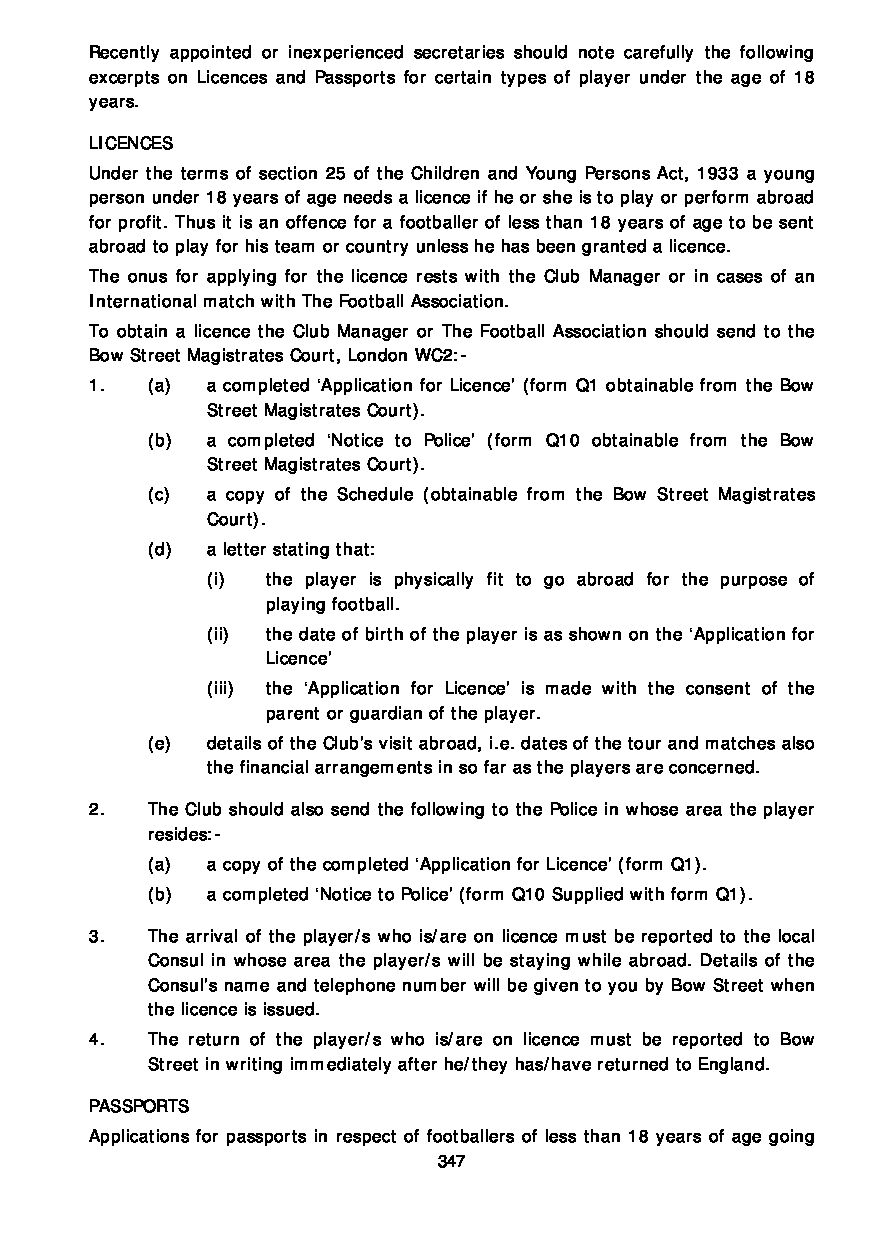 Recently appointed or inexperienced secretaries should note carefully the following
excerpts on Licences and Passports for certain types of player under the age of 18
years.
LICENCES
Under the terms of section 25 of the Children and Young Persons Act, 1933 a young
person under 18 years of age needs a licence if he or she is to play or perform abroad
for profit. Thus it is an offence for a footballer of less than 18 years of age to be sent
abroad to play for his team or country unless he has been granted a licence.
The onus for applying for the licence rests with the Club Manager or in cases of an
International match with The Football Association.
To obtain a licence the Club Manager or The Football Association should send to the
Bow Street Magistrates Court, London WC2:-
1. (a) a completed ‘Application for Licence’ (form Q1 obtainable from the Bow
Street Magistrates Court).
(b) a completed ‘Notice to Police’ (form Q10 obtainable from the Bow
Street Magistrates Court).
(c) a copy of the Schedule (obtainable from the Bow Street Magistrates
Court).
(d) a letter stating that:
(i) the player is physically fit to go abroad for the purpose of
playing football.
(ii) the date of birth of the player is as shown on the ‘Application for
Licence’
(iii) the ‘Application for Licence’ is made with the consent of the
parent or guardian of the player.
(e) details of the Club’s visit abroad, i.e. dates of the tour and matches also
the financial arrangements in so far as the players are concerned.
2. The Club should also send the following to the Police in whose area the player
resides:-
(a) a copy of the completed ‘Application for Licence’ (form Q1).
(b) a completed ‘Notice to Police’ (form Q10 Supplied with form Q1).
3. The arrival of the player/s who is/are on licence must be reported to the local
Consul in whose area the player/s will be staying while abroad. Details of the
Consul’s name and telephone number will be given to you by Bow Street when
the licence is issued.
4. The return of the player/s who is/are on licence must be reported to Bow
Street in writing immediately after he/they has/have returned to England.
PASSPORTS
Applications for passports in respect of footballers of less than 18 years of age going
347